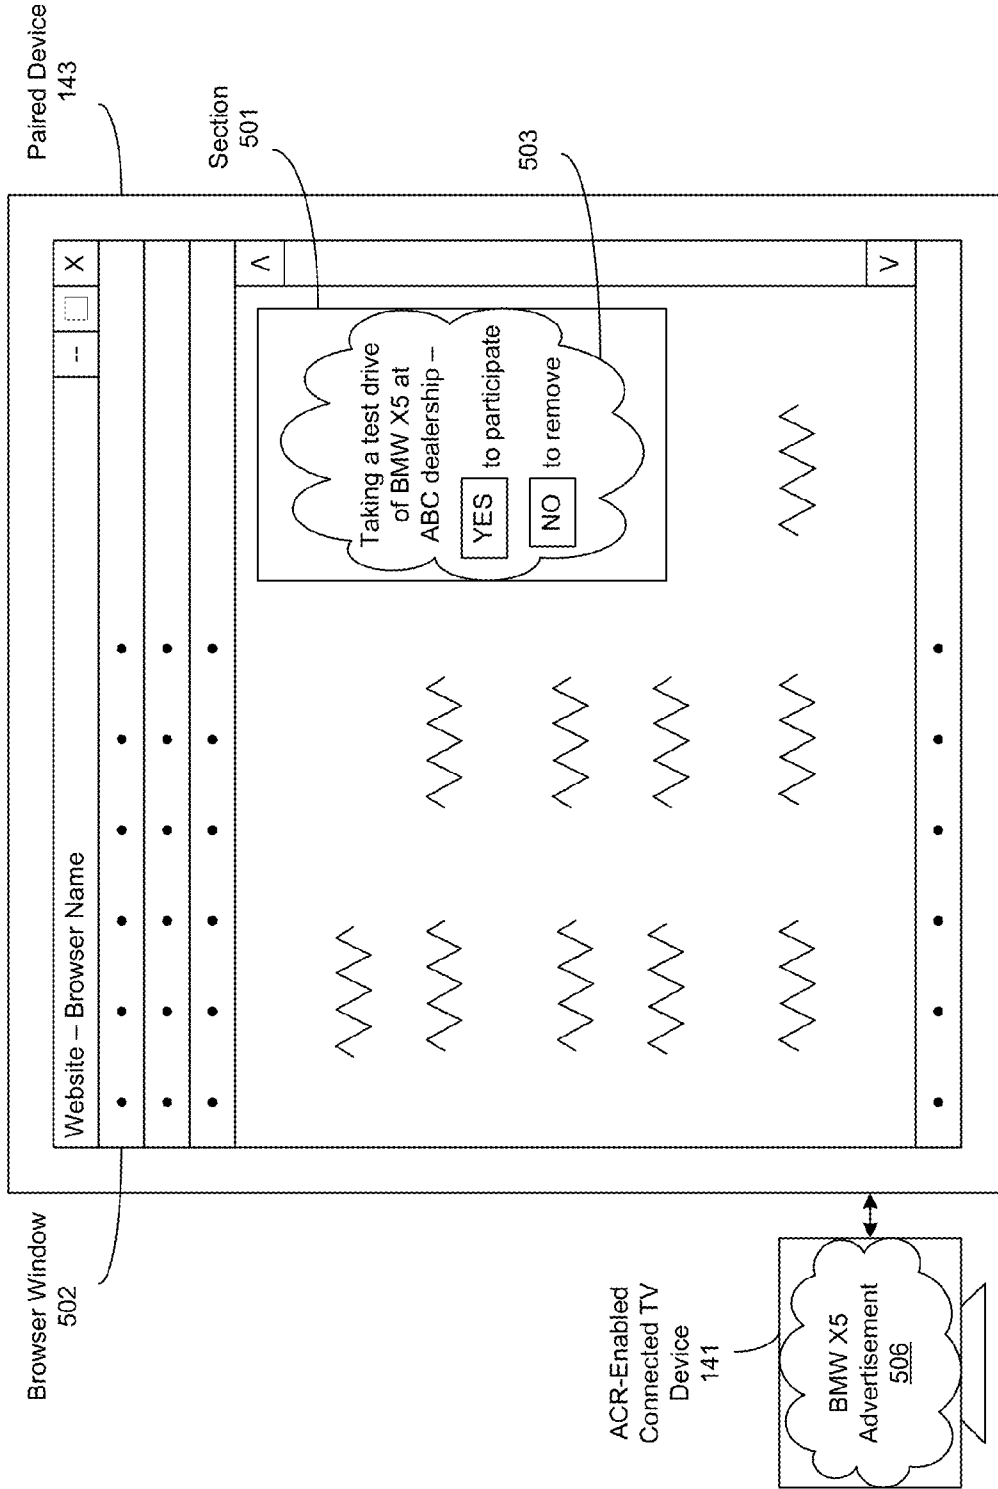 Browser Window
502
Paired Device
143
Website – Browser Name
--
X
Section
501
<
>
Taking a test drive
of BMW X5 at
ABC dealership –
YES to participate
NO to remove
503
ACR-Enabled
Connected TV
Device
141
BMW X5
Advertisement
506